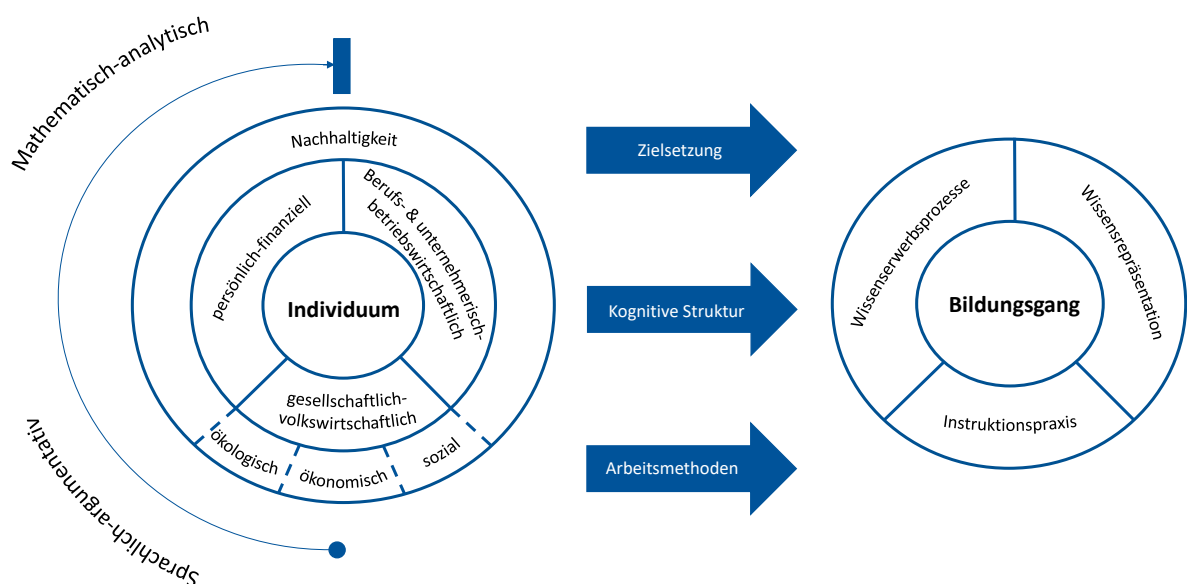 Mathematisch-analytisch
Sprachlich-argumentativ
Nachhaltigkeit
persönlich-finanziell
Berufs- & unternehmerisch-
betriebswirtschaftlich
Individuum
gesellschaftlich-
volkswirtschaftlich
ökologisch
ökonomisch
sozial
Zielsetzung
Kognitive Struktur
Arbeitsmethoden
Wissenserwerbsprozesse
Wissensrepräsentation
Bildungsgang
Instruktionspraxis